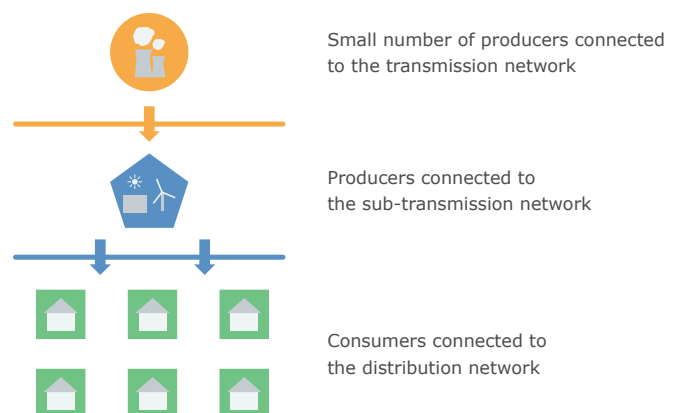 Small number of producers connected
to the transmission network
Producers connected to
the sub-transmission network
Consumers connected to
the distribution network